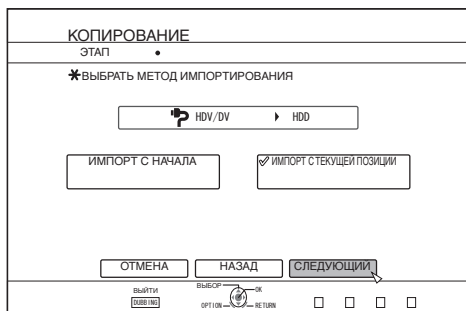 КОПИРОВАНИЕ
ЭТАП
ВЫБРАТЬ МЕТОД ИМПОРТИРОВАНИЯ
HDV/DV HDD
ИМПОРТ С НАЧАЛА
ИМПОРТ С ТЕКУЩЕЙ ПОЗИЦИИ
ОТМЕНА
НАЗАД
СЛЕДУЮЩИЙ
ВЫЙТИ
DUBBING
ВЫБОР
OK
OPTION
RETURN